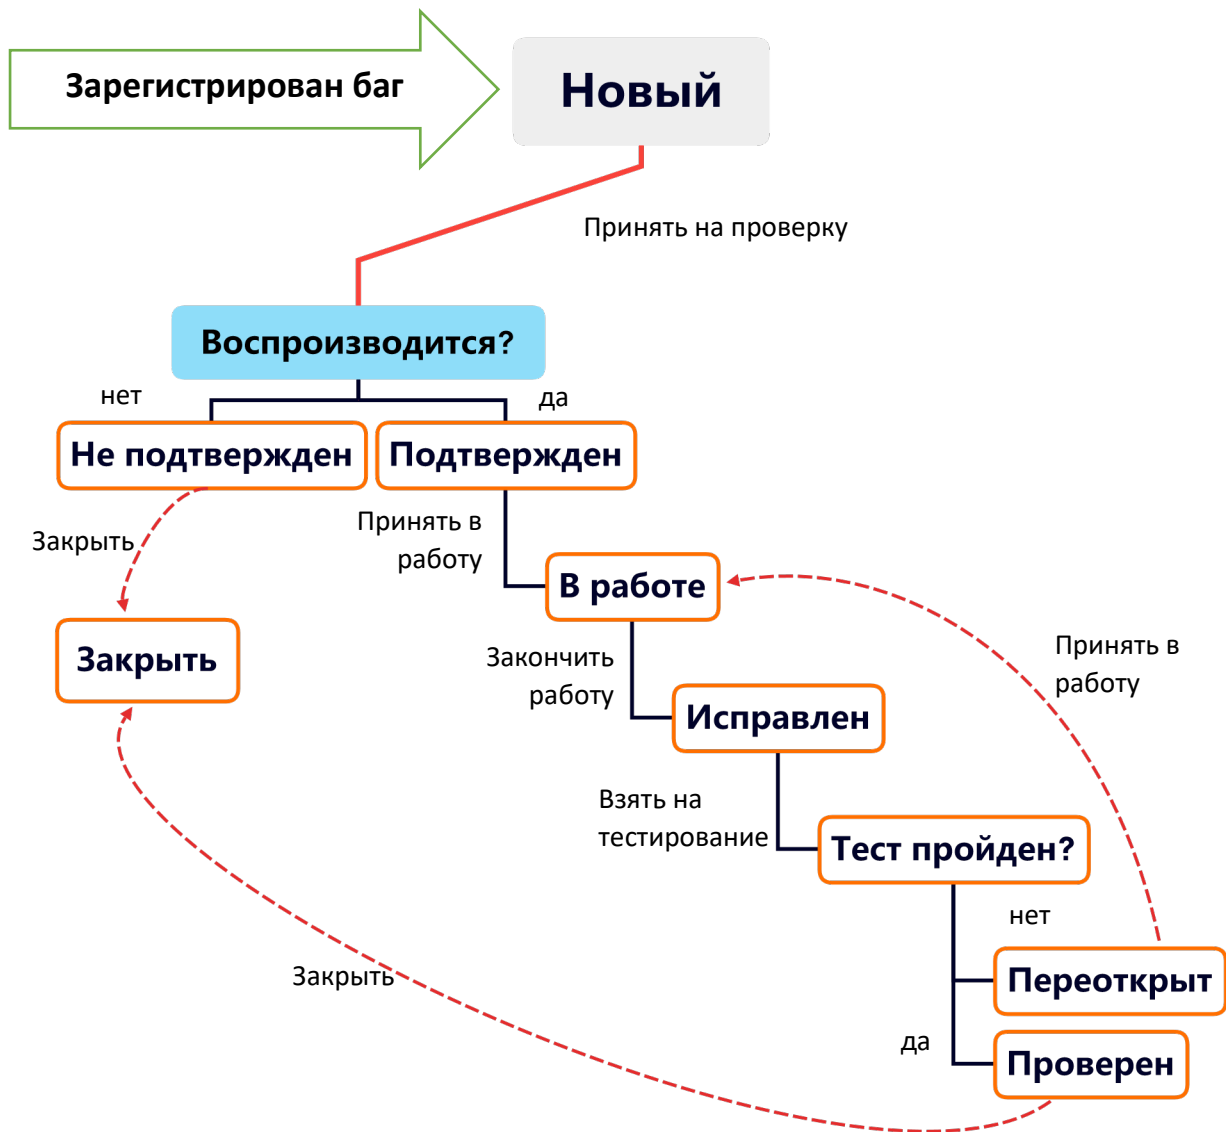 Зарегистрирован баг
Новый
Принять на проверку
Воспроизводится?
нет
да
Не подтвержден
Подтвержден
Закрыть
Принять в
работу
В работе
Закрыть
Закончить
работу
Принять в
работу
Исправлен
Взять на
тестирование
Тест пройден?
нет
Переоткрыт
Закрыть
да
Проверен